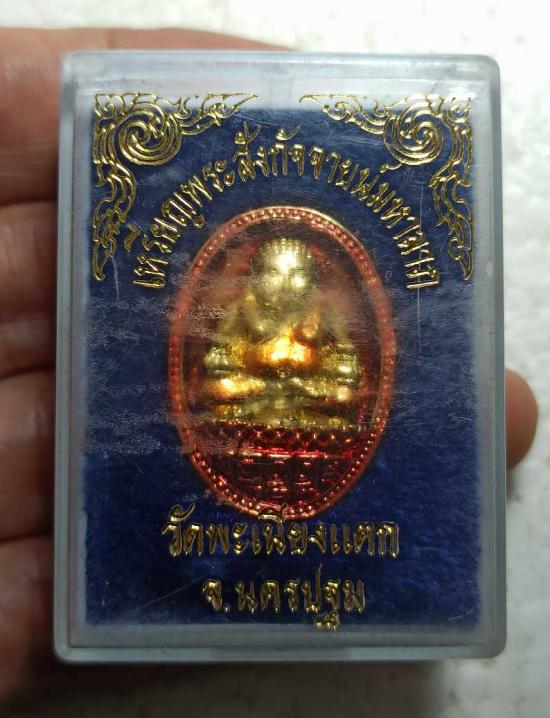 เหรียญพระสังกัจจายน์มหาลาภ
วัดพะเนียงแตก
จ.นครปฐม